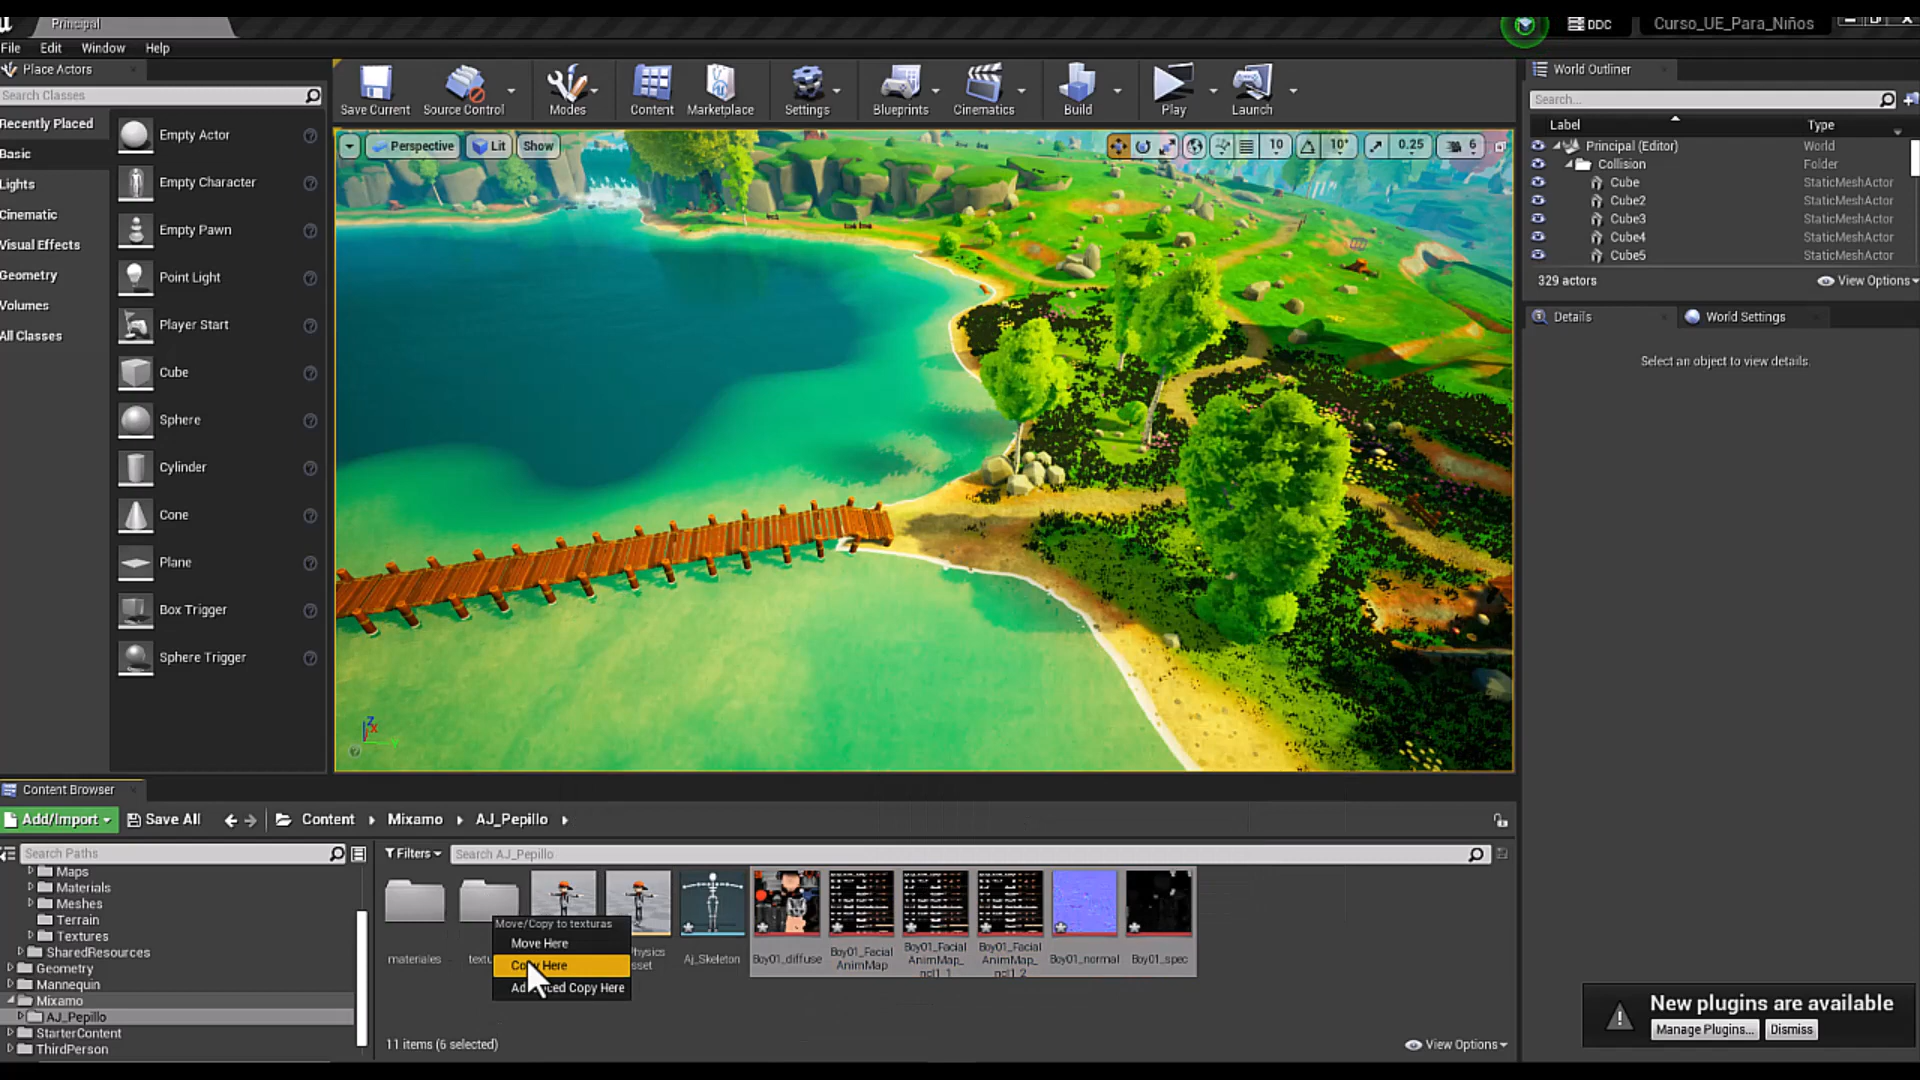 Principal
DDC
Curso_UE_Para_Niños
File Edit Window Help
Place Actors
Search Classes
Recently Placed
Basic
Lights
Cinematic
Visual Effects
Geometry
Volumes
All Classes
Empty Actor
Empty Character
Empty Pawn
Point Light
Player Start
Cube
Sphere
Cylinder
Cone
Plane
Box Trigger
Sphere Trigger
Save Current
Source Control
Modes
Content
Marketplace
Settings
Blueprints
Cinematics
Build
Play
Launch
Perspective
Lit
Show
10
10°
0.25
6
Z
X
World Outliner
Search...
Label Type
Principal (Editor) World
Collision Folder
Cube StaticMeshActor
Cube2 StaticMeshActor
Cube3 StaticMeshActor
Cube4 StaticMeshActor
Cube5 StaticMeshActor
329 actors
View Options
Details
World Settings
Select an object to view details.
Content Browser
Add/Import
Save All
Content
Mixamo
AJ_Pepillo
Search Paths
Maps
Materials
Meshes
Terrain
Textures
SharedResources
Geometry
Mannequin
Mixamo
AJ_Pepillo
StarterContent
ThirdPerson
Filters
Search AJ_Pepillo
materiales
Move/Copy to texturas
Move Here
Copy Here
Copy Here
Aj_Skeleton
Boy01_diffuse
Boy01_Facial
AnimMap
Boy01_Facial
AnimMap_
ncl1_1
Boy01_Facial
AnimMap_
ncl1_2
Boy01_normal
Boy01_spec
11 items (6 selected)
View Options
New plugins are available
Manage Plugins...
Dismiss